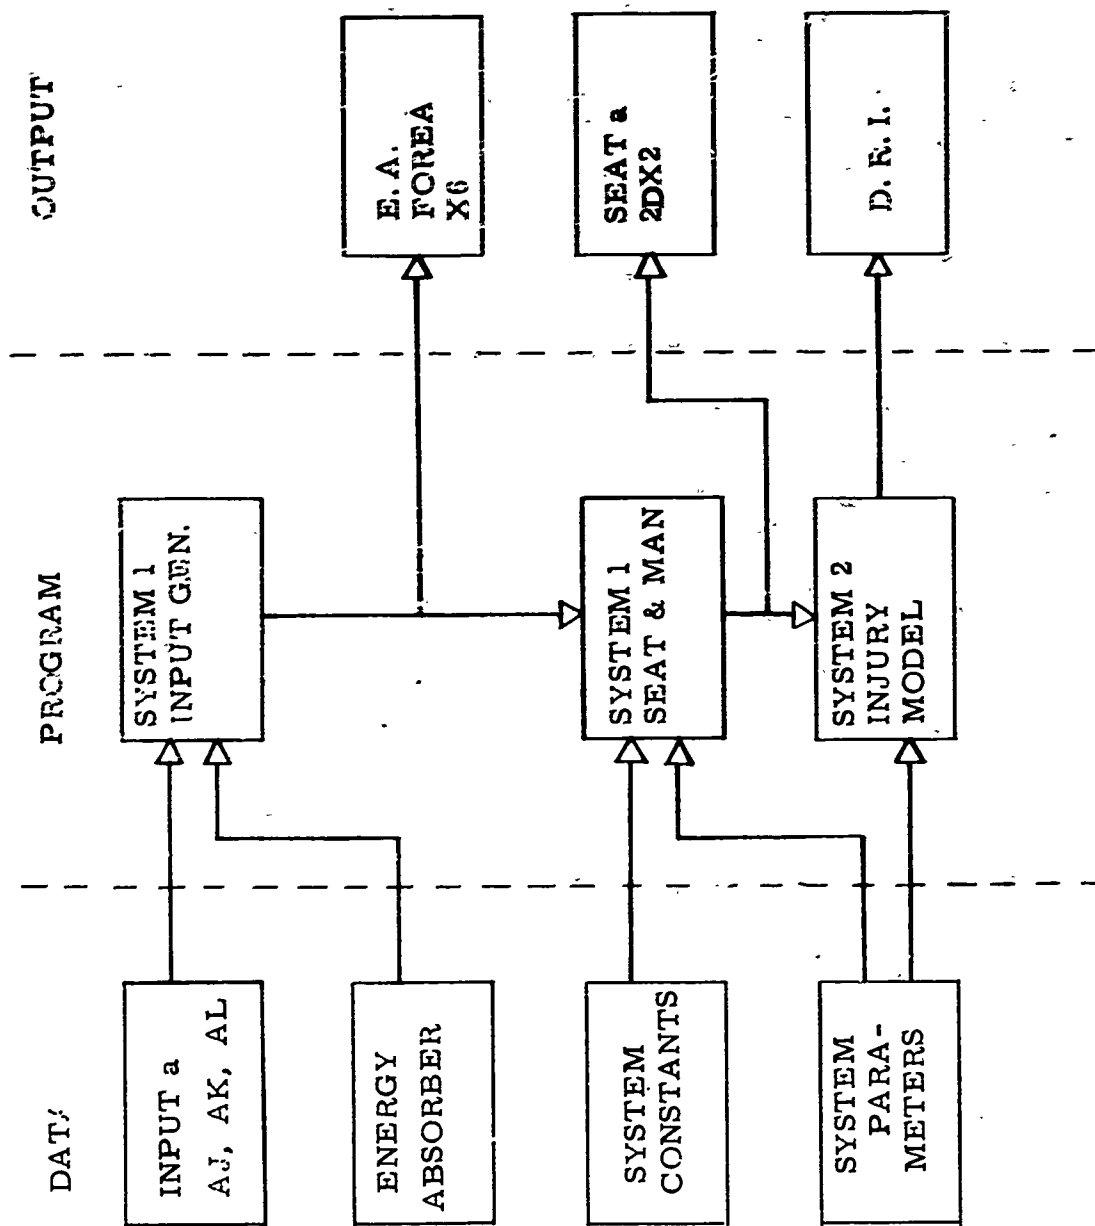 DATA
INPUT a
AJ, AK, AL
ENERGY
ABSORBER
SYSTEM
CONSTANTS
SYSTEM
PARA-
METERS
PROGRAM
SYSTEM 1
INPUT GEN.
SYSTEM 1
SEAT & MAN
SYSTEM 2
INJURY
MODEL
OUTPUT
E. A.
FOREA
X6
SEAT a
2DX2
D. R. I.